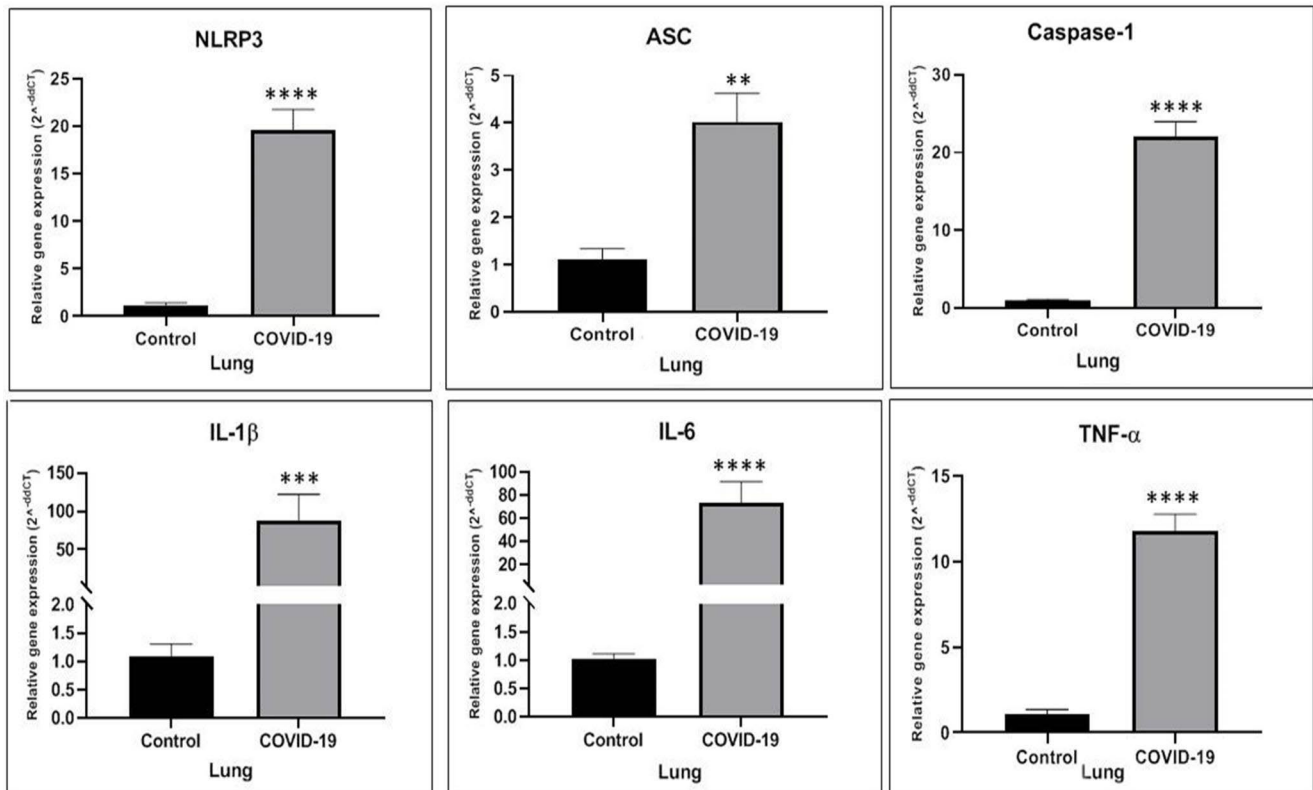 NLRP3
Relative gene expression (2^-ddCT)
25
20
15
10
5
0
****
Control
COVID-19
Lung
ASC
Relative gene expression (2^-ddCT)
5
4
3
2
1
0
**
Control
COVID-19
Lung
Caspase-1
Relative gene expression (2^-ddCT)
30
20
10
0
****
Control
COVID-19
Lung
IL-1β
Relative gene expression (2^-ddCT)
150
100
50
2.0
1.5
1.0
0.5
0.0
***
Control
COVID-19
Lung
IL-6
Relative gene expression (2^-ddCT)
100
80
60
40
20
2.0
1.5
1.0
0.5
0.0
****
Control
COVID-19
Lung
TNF-α
Relative gene expression (2^-ddCT)
15
10
5
0
****
Control
COVID-19
Lung